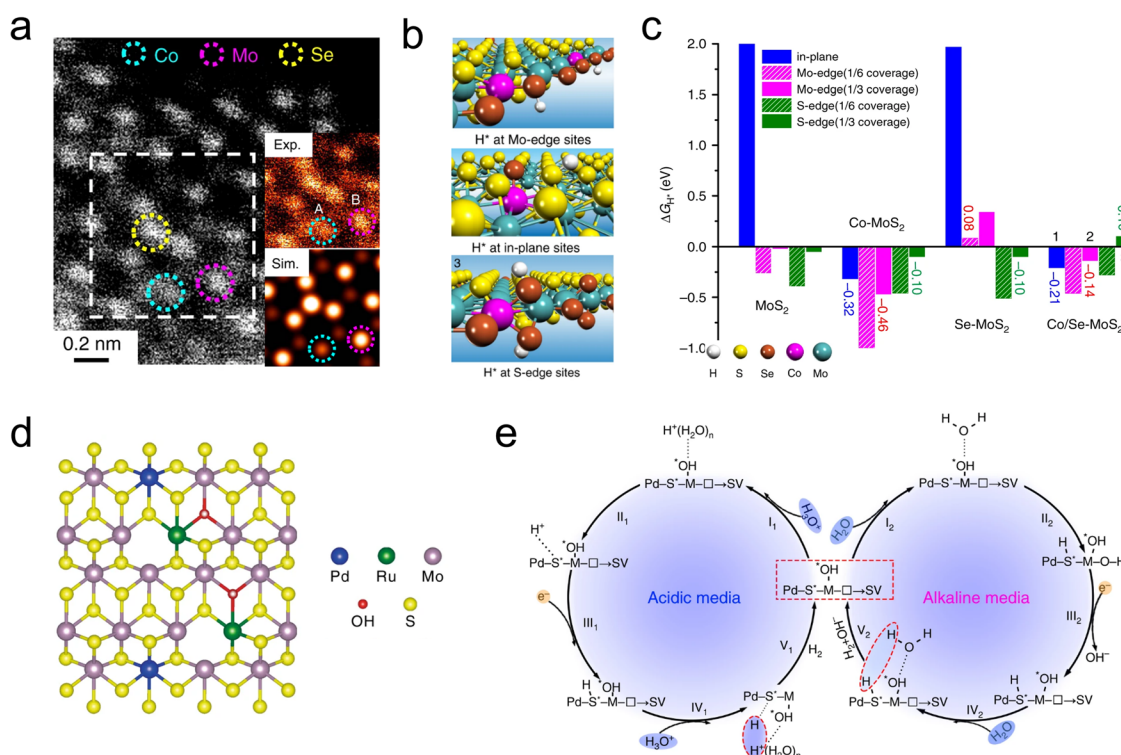 a
Co Mo Se
Exp.
A
B
Sim.
0.2 nm
b
H* at Mo-edge sites
H* at in-plane sites
3
H* at S-edge sites
H S Se Co Mo
c
ΔG_H* (eV)
2.0
1.5
1.0
0.5
0.0
−0.5
−1.0
in-plane
Mo-edge(1/6 coverage)
Mo-edge(1/3 coverage)
S-edge(1/6 coverage)
S-edge(1/3 coverage)
MoS₂
Co-MoS₂
−0.32
−0.46
−0.10
Se-MoS₂
0.08
−0.10
Co/Se-MoS₂
1
2
−0.21
−0.14
d
Pd Ru Mo
OH S
e
H⁺(H₂O)ₙ
*OH
Pd–S*–M–□→SV
I₁
H₃O⁺
II₁
H⁺
*OH
Pd–S*–M–□→SV
e⁻
III₁
H *OH
Pd–S*–M–□→SV
IV₁
H₃O⁺
Pd–S*–M
H *OH
H⁺(H₂O)ₙ
V₁ H₂
Acidic media
*OH
Pd–S*–M–□→SV
Alkaline media
H H
O
*OH
Pd–S*–M–□→SV
H₂O
I₂
II₂
H *OH
Pd–S*–M–O–H
e⁻
III₂
OH⁻
H *OH
Pd–S*–M–□→SV
IV₂
H₂O
H H
O
H *OH
Pd–S*–M–□→SV
V₂
H₂+OH⁻